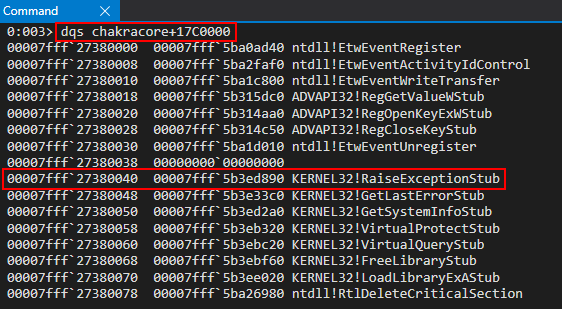 Command X
0:003> dqs chakracore+17C0000
00007fff`27380000  00007fff`5ba0ad40 ntdll!EtwEventRegister
00007fff`27380008  00007fff`5ba2faf0 ntdll!EtwEventActivityIdControl
00007fff`27380010  00007fff`5ba1c800 ntdll!EtwEventWriteTransfer
00007fff`27380018  00007fff`5b315dc0 ADVAPI32!RegGetValueWStub
00007fff`27380020  00007fff`5b314aa0 ADVAPI32!RegOpenKeyExWStub
00007fff`27380028  00007fff`5b314c50 ADVAPI32!RegCloseKeyStub
00007fff`27380030  00007fff`5ba1d010 ntdll!EtwEventUnregister
00007fff`27380038  00000000`00000000
00007fff`27380040  00007fff`5b3ed890 KERNEL32!RaiseExceptionStub
00007fff`27380048  00007fff`5b3e33c0 KERNEL32!GetLastErrorStub
00007fff`27380050  00007fff`5b3ed2a0 KERNEL32!GetSystemInfoStub
00007fff`27380058  00007fff`5b3eb320 KERNEL32!VirtualProtectStub
00007fff`27380060  00007fff`5b3ebc20 KERNEL32!VirtualQueryStub
00007fff`27380068  00007fff`5b3ebf60 KERNEL32!FreeLibraryStub
00007fff`27380070  00007fff`5b3ee020 KERNEL32!LoadLibraryExAStub
00007fff`27380078  00007fff`5ba26980 ntdll!RtlDeleteCriticalSection